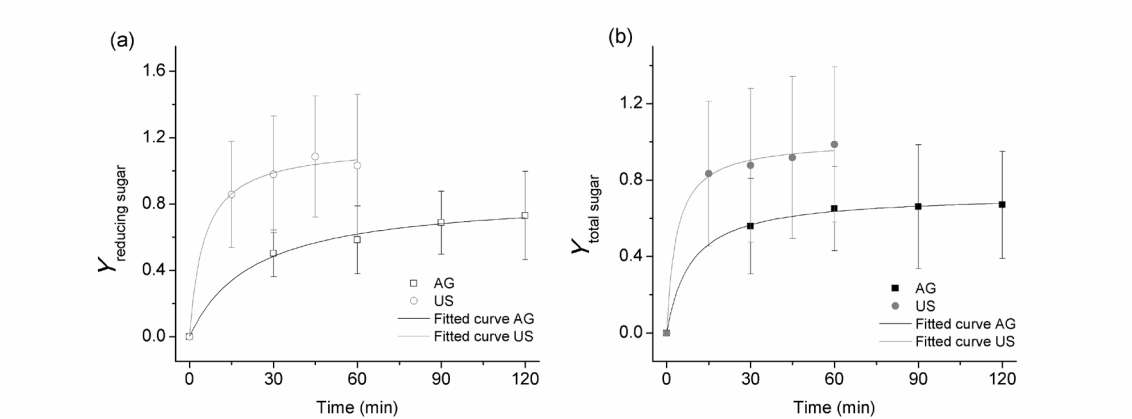 (a)
1.6
1.2
0.8
0.4
0.0
Y reducing sugar
AG
US
Fitted curve AG
Fitted curve US
0 30 60 90 120
Time (min)
(b)
1.2
0.8
0.4
0.0
Y total sugar
AG
US
Fitted curve AG
Fitted curve US
0 30 60 90 120
Time (min)